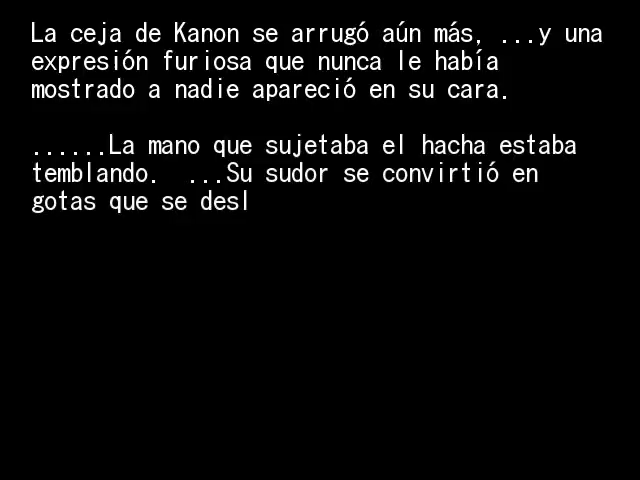 La ceja de Kanon se arrugó aún más, ...y una
expresión furiosa que nunca le había
mostrado a nadie apareció en su cara.
......La mano que sujetaba el hacha estaba
temblando.  ...Su sudor se convirtió en
gotas que se desl